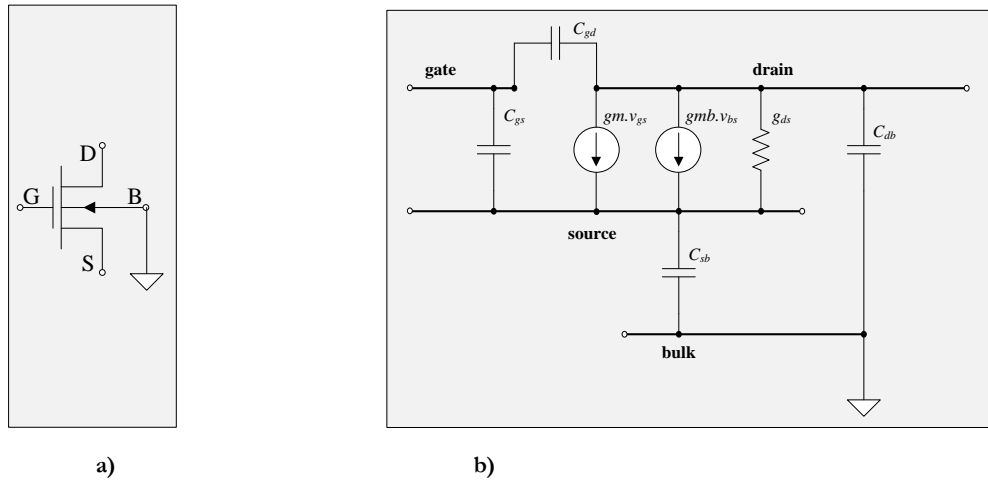 D
G
B
S
a)
C_gd
gate
drain
C_gs
gm.v_gs
gmb.v_bs
g_ds
C_db
source
C_sb
bulk
b)